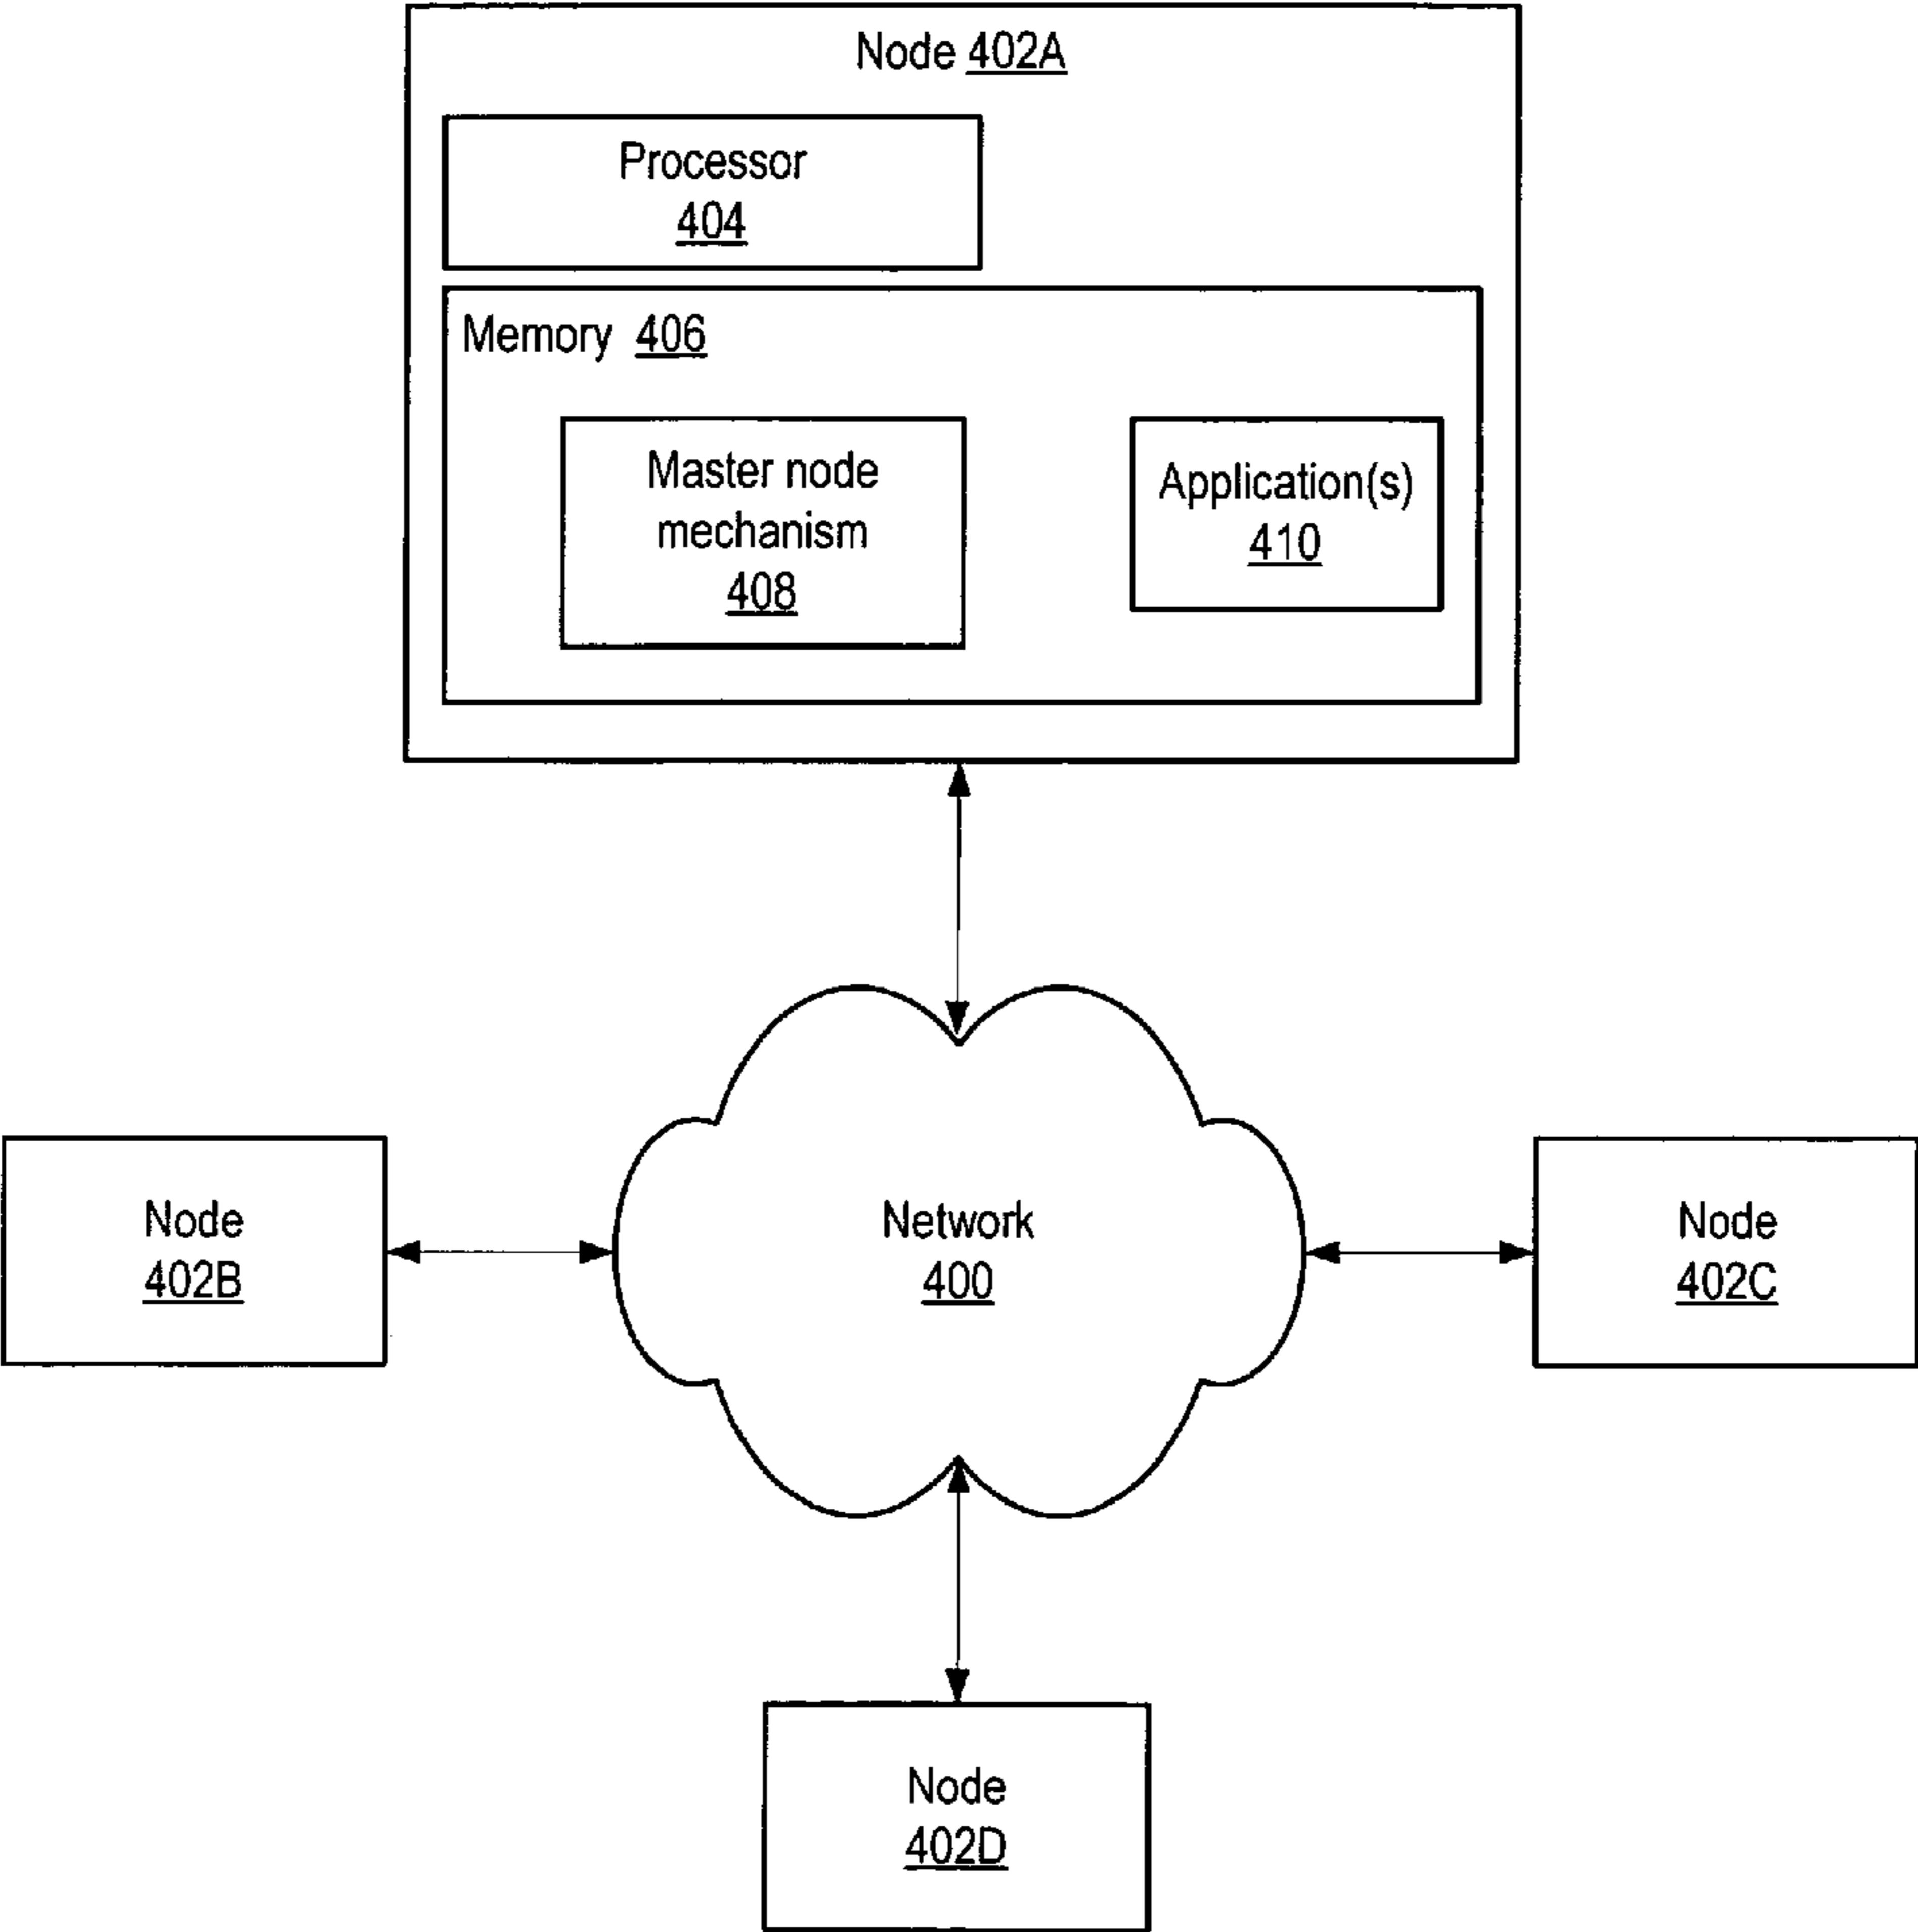 Node 402A
Processor
404
Memory 406
Master node
mechanism
408
Application(s)
410
Node
402B
Network
400
Node
402C
Node
402D